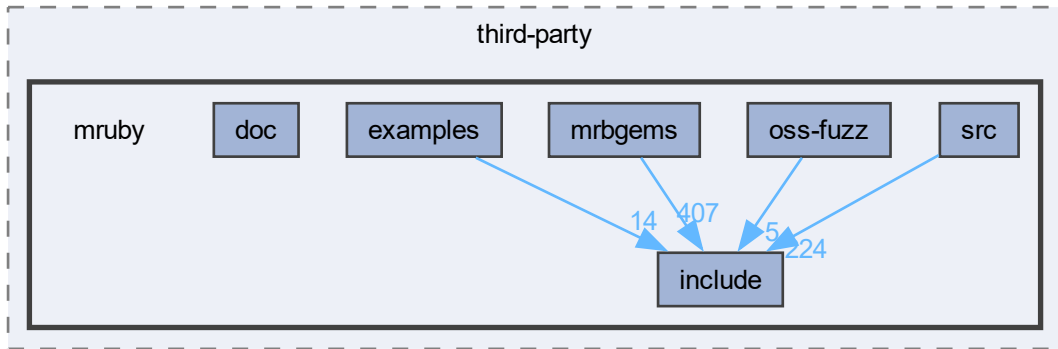 third-party
mruby
doc
examples
mrbgems
oss-fuzz
src
14
407
5
224
include